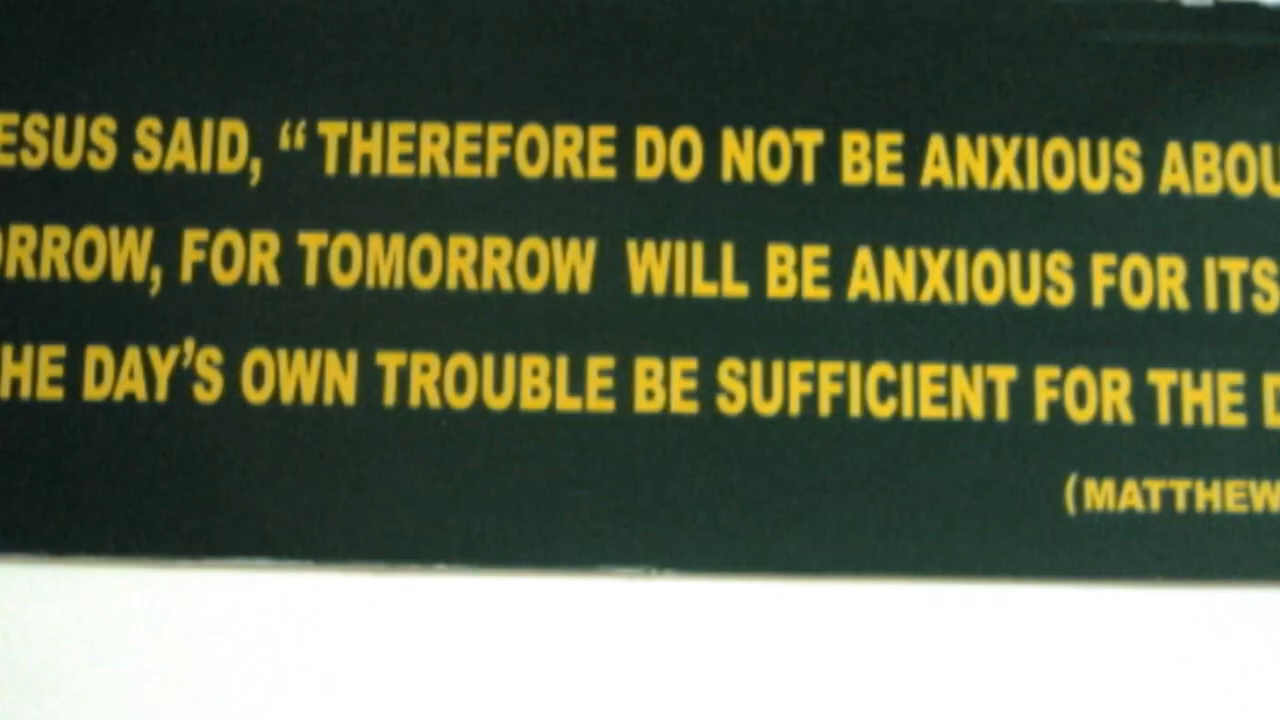 ESUS SAID, “ THEREFORE DO NOT BE ANXIOUS ABOU
ORROW, FOR TOMORROW WILL BE ANXIOUS FOR ITS
HE DAY’S OWN TROUBLE BE SUFFICIENT FOR THE D
(MATTHEW